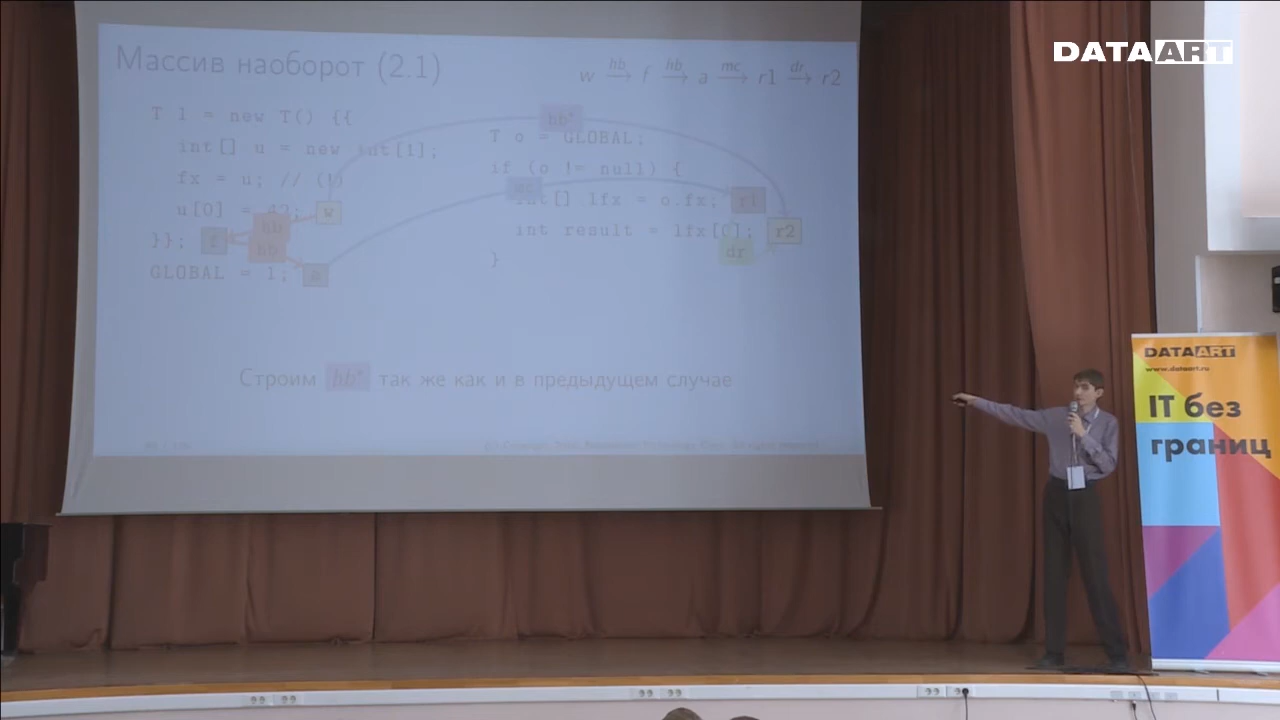 DATAART
Массив наоборот (2.1)
w hb→ f hb→ a mc→ r1 dr→ r2
T l = new T() {{
int[] u = new int[1];
fx = u; // (!)
u[0] = 42; w
}}; f
GLOBAL = l; a
hb
hb
hb*
T o = GLOBAL;
if (o != null) {
int[] lfx = o.fx; r1
int result = lfx[0]; r2
dr
}
Строим hb* так же как и в предыдущем случае
DATAART
www.dataart.ru
IT без
границ